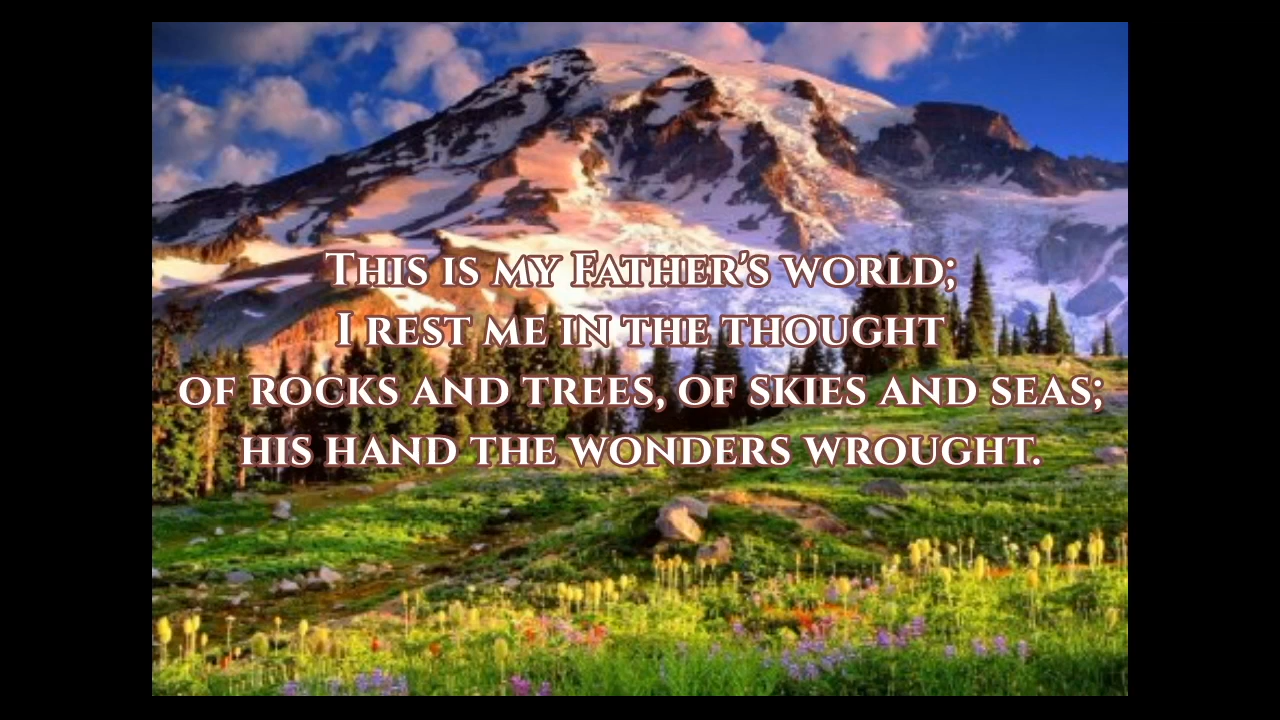 This is my Father's world;
I rest me in the thought
of rocks and trees, of skies and seas;
his hand the wonders wrought.